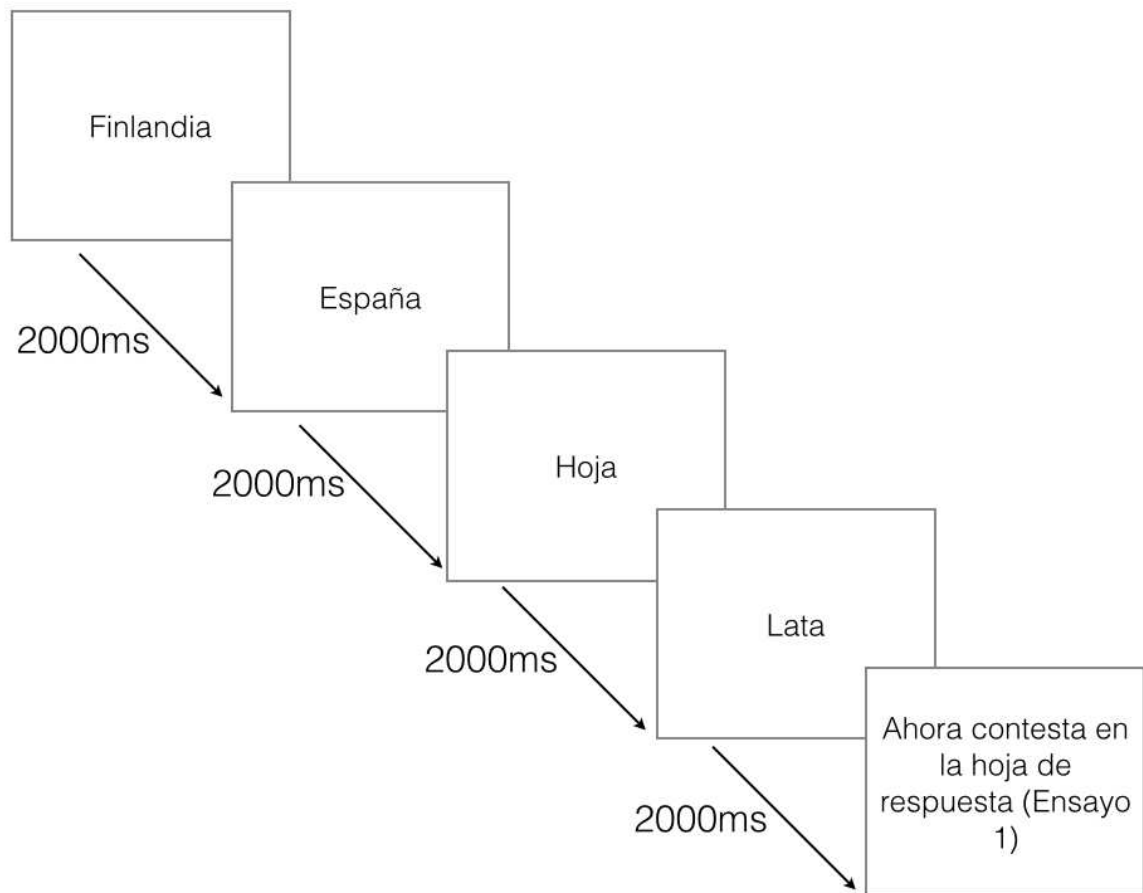 Finlandia
España
2000ms
Hoja
2000ms
Lata
2000ms
Ahora contesta en
la hoja de
respuesta (Ensayo
1)
2000ms